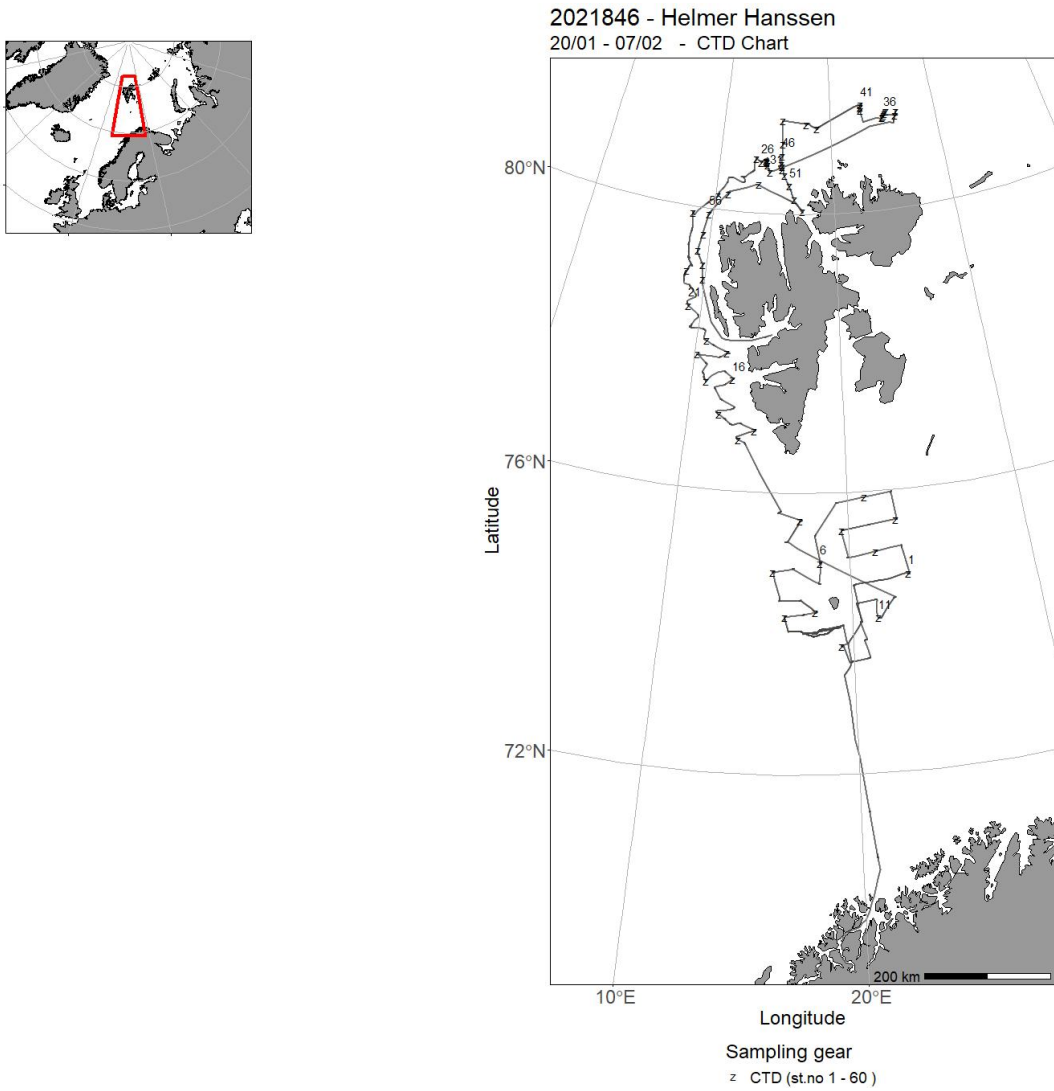 2021846 - Helmer Hanssen
20/01 - 07/02 - CTD Chart
41
36
46
26
31
51
80°N
56
21
16
76°N
Latitude
6
1
11
72°N
200 km
10°E
20°E
Longitude
Sampling gear
z CTD (st.no 1 - 60 )